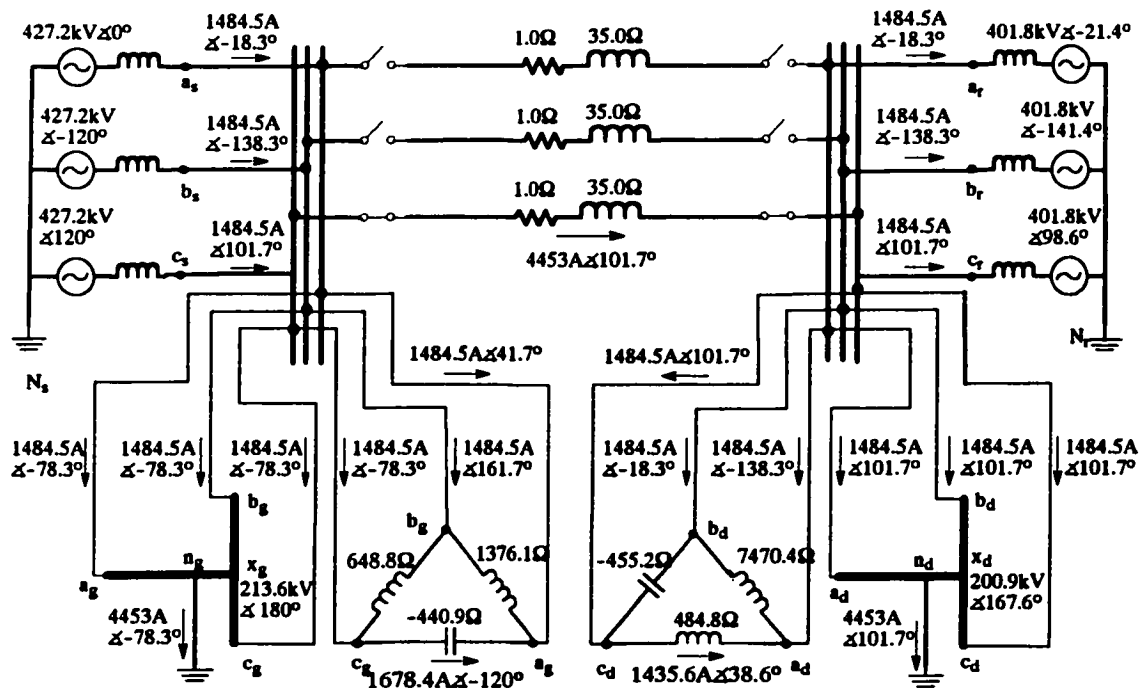 427.2kV∡0°
1484.5A
∡-18.3°
a_s
1.0Ω
35.0Ω
1484.5A
∡-18.3°
401.8kV∡-21.4°
a_r
427.2kV
∡-120°
1484.5A
∡-138.3°
b_s
1.0Ω
35.0Ω
1484.5A
∡-138.3°
401.8kV
∡-141.4°
b_r
427.2kV
∡120°
1484.5A
∡101.7°
c_s
1.0Ω
35.0Ω
4453A∡101.7°
1484.5A
∡101.7°
401.8kV
∡98.6°
c_r
N_s
N_r
1484.5A∡41.7°
1484.5A∡101.7°
1484.5A
∡-78.3°
1484.5A
∡-78.3°
1484.5A
∡-78.3°
1484.5A
∡-78.3°
1484.5A
∡161.7°
1484.5A
∡-18.3°
1484.5A
∡-138.3°
1484.5A
∡101.7°
1484.5A
∡101.7°
1484.5A
∡101.7°
b_g
n_g
x_g
213.6kV
∡180°
a_g
4453A
∡-78.3°
c_g
b_g
648.8Ω
1376.1Ω
-440.9Ω
c_g
a_g
1678.4A∡-120°
b_d
-455.2Ω
7470.4Ω
484.8Ω
c_d
a_d
1435.6A∡38.6°
b_d
n_d
x_d
200.9kV
∡167.6°
a_d
4453A
∡101.7°
c_d